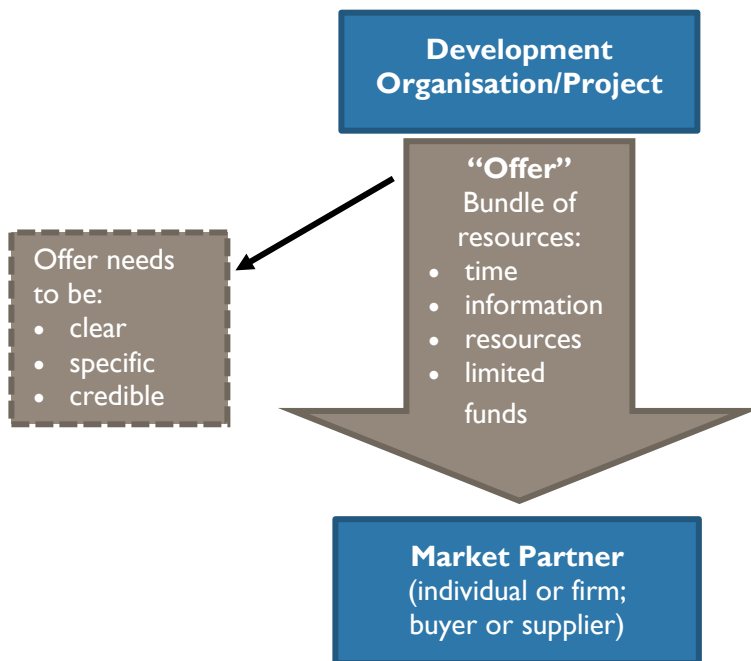 Development
Organisation/Project
“Offer”
Bundle of
resources:
• time
• information
• resources
• limited
funds
Offer needs
to be:
• clear
• specific
• credible
Market Partner
(individual or firm;
buyer or supplier)